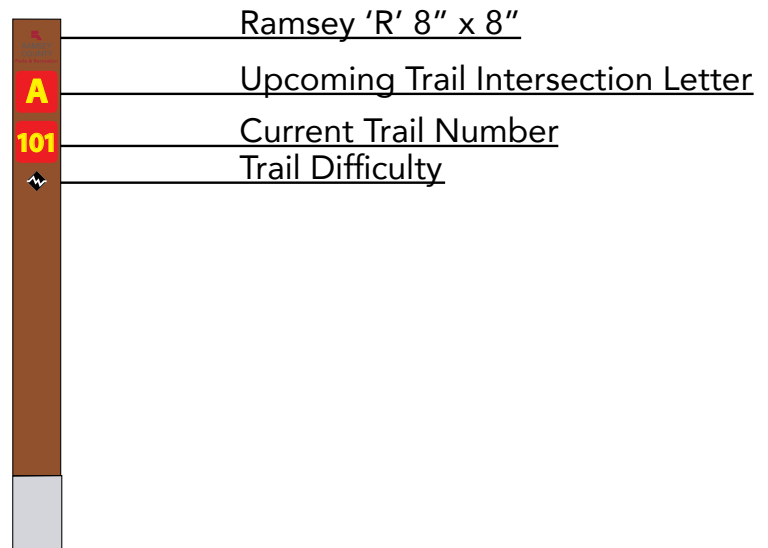 Ramsey ‘R’ 8” x 8”
A
Upcoming Trail Intersection Letter
101
Current Trail Number
Trail Difficulty